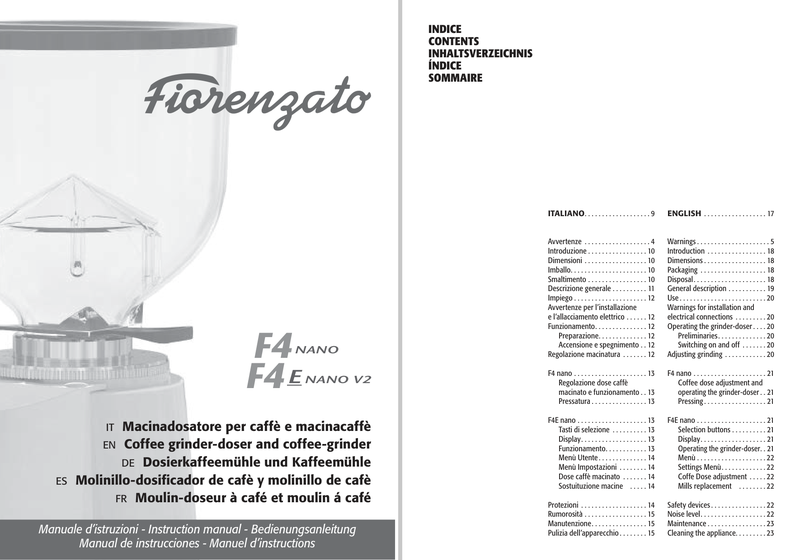 Fiorenzato
F4 NANO
F4 E NANO V2
IT Macinadosatore per caffè e macinacaffè
EN Coffee grinder-doser and coffee-grinder
DE Dosierkaffeemühle und Kaffeemühle
ES Molinillo-dosificador de cafè y molinillo de cafè
FR Moulin-doseur à café et moulin á café
Manuale d'istruzioni - Instruction manual - Bedienungsanleitung
Manual de instrucciones - Manuel d'instructions
INDICE
CONTENTS
INHALTSVERZEICHNIS
ÍNDICE
SOMMAIRE
ITALIANO. . . . . . . . . . . . . . . . . . . 9
Avvertenze . . . . . . . . . . . . . . . . . . . 4
Introduzione . . . . . . . . . . . . . . . . . 10
Dimensioni . . . . . . . . . . . . . . . . . . 10
Imballo. . . . . . . . . . . . . . . . . . . . . 10
Smaltimento . . . . . . . . . . . . . . . . . 10
Descrizione generale . . . . . . . . . . 11
Impiego . . . . . . . . . . . . . . . . . . . . 12
Avvertenze per l'installazione
e l'allacciamento elettrico . . . . . . 12
Funzionamento. . . . . . . . . . . . . . . 12
Preparazione. . . . . . . . . . . . . . 12
Accensione e spegnimento . . 12
Regolazione macinatura . . . . . . . 12
F4 nano . . . . . . . . . . . . . . . . . . . . 13
Regolazione dose caffè
macinato e funzionamento . . 13
Pressatura . . . . . . . . . . . . . . . . 13
F4E nano . . . . . . . . . . . . . . . . . . . 13
Tasti di selezione . . . . . . . . . . 13
Display. . . . . . . . . . . . . . . . . . . 13
Funzionamento. . . . . . . . . . . . 13
Menù Utente . . . . . . . . . . . . . . 14
Menù Impostazioni . . . . . . . . 14
Dose caffè macinato . . . . . . . 14
Sostuituzione macine . . . . . 14
Protezioni . . . . . . . . . . . . . . . . . . 14
Rumorosità . . . . . . . . . . . . . . . . . 15
Manutenzione. . . . . . . . . . . . . . . 15
Pulizia dell'apparecchio . . . . . . . 15
ENGLISH . . . . . . . . . . . . . . . . . . 17
Warnings . . . . . . . . . . . . . . . . . . . . 5
Introduction . . . . . . . . . . . . . . . . . 18
Dimensions . . . . . . . . . . . . . . . . . . 18
Packaging . . . . . . . . . . . . . . . . . . 18
Disposal. . . . . . . . . . . . . . . . . . . . 18
General description . . . . . . . . . . . 19
Use . . . . . . . . . . . . . . . . . . . . . . . 20
Warnings for installation and
electrical connections . . . . . . . . . 20
Operating the grinder-doser . . . . 20
Preliminaries. . . . . . . . . . . . . . 20
Switching on and off . . . . . . . 20
Adjusting grinding . . . . . . . . . . . 20
F4 nano . . . . . . . . . . . . . . . . . . . . 21
Coffee dose adjustment and
operating the grinder-doser . . 21
Pressing . . . . . . . . . . . . . . . . . 21
F4E nano . . . . . . . . . . . . . . . . . . . 21
Selection buttons . . . . . . . . . . 21
Display . . . . . . . . . . . . . . . . . . . 21
Operating the grinder-doser. . 21
Menù . . . . . . . . . . . . . . . . . . . . 22
Settings Menù. . . . . . . . . . . . . 22
Coffe Dose adjustment . . . . . 22
Mills replacement . . . . . . . 22
Safety devices . . . . . . . . . . . . . . . 22
Noise level . . . . . . . . . . . . . . . . . . 22
Maintenance . . . . . . . . . . . . . . . . 23
Cleaning the appliance. . . . . . . . . 23